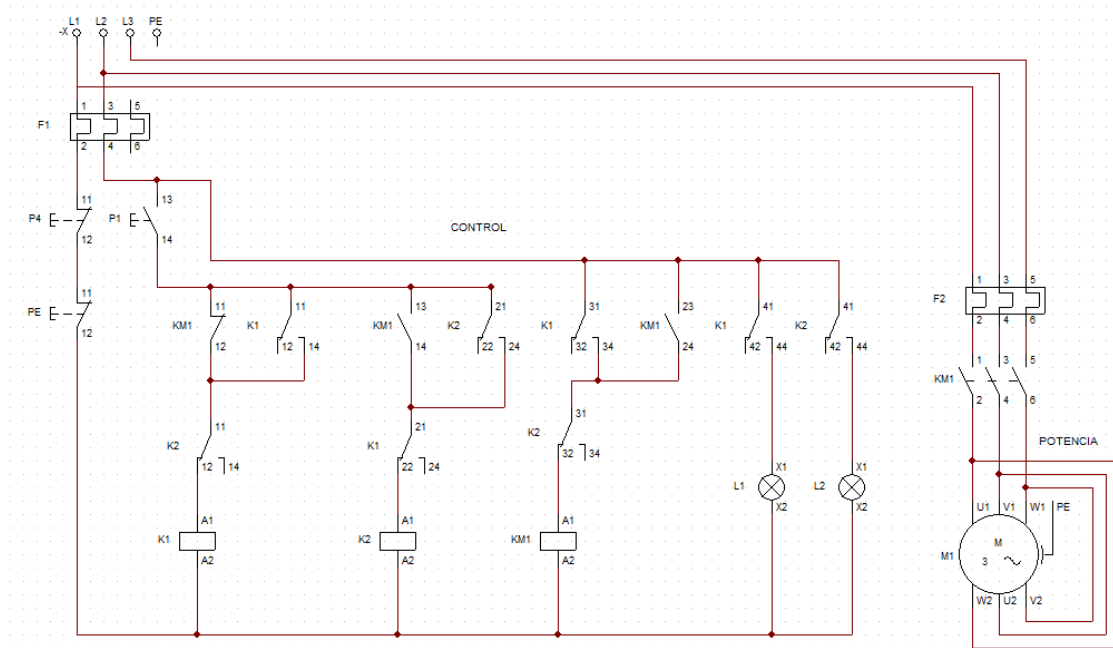 L1 L2 L3 PE
-X
1 3 5
F1
2 4 6
11 13
P4 P1
12 14
CONTROL
11
PE
12
11 11 13 21 31 23 41 41
KM1 K1 KM1 K2 K1 KM1 K1 K2
12 12 14 14 22 24 32 34 24 42 44 42 44
1 3 5
F2
2 4 6
1 3 5
KM1
2 4 6
POTENCIA
11 21 31
K2 K1 K2
12 14 22 24 32 34
X1 X1
L1 L2
X2 X2
A1 A1 A1
K1 K2 KM1
A2 A2 A2
U1 V1 W1 PE
M
M1
3
W2 U2 V2